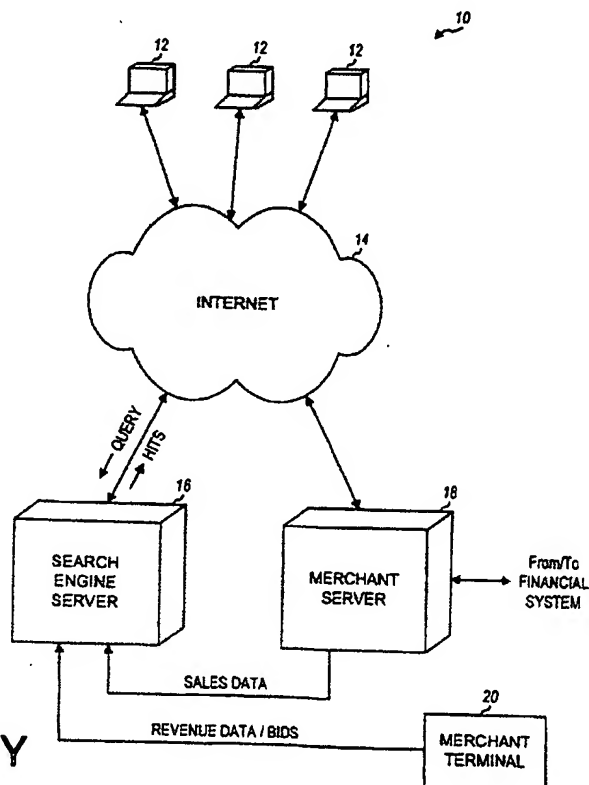 10
12
12
12
14
INTERNET
QUERY
HITS
16
18
SEARCH
ENGINE
SERVER
MERCHANT
SERVER
From/To
FINANCIAL
SYSTEM
SALES DATA
REVENUE DATA / BIDS
20
MERCHANT
TERMINAL
Y